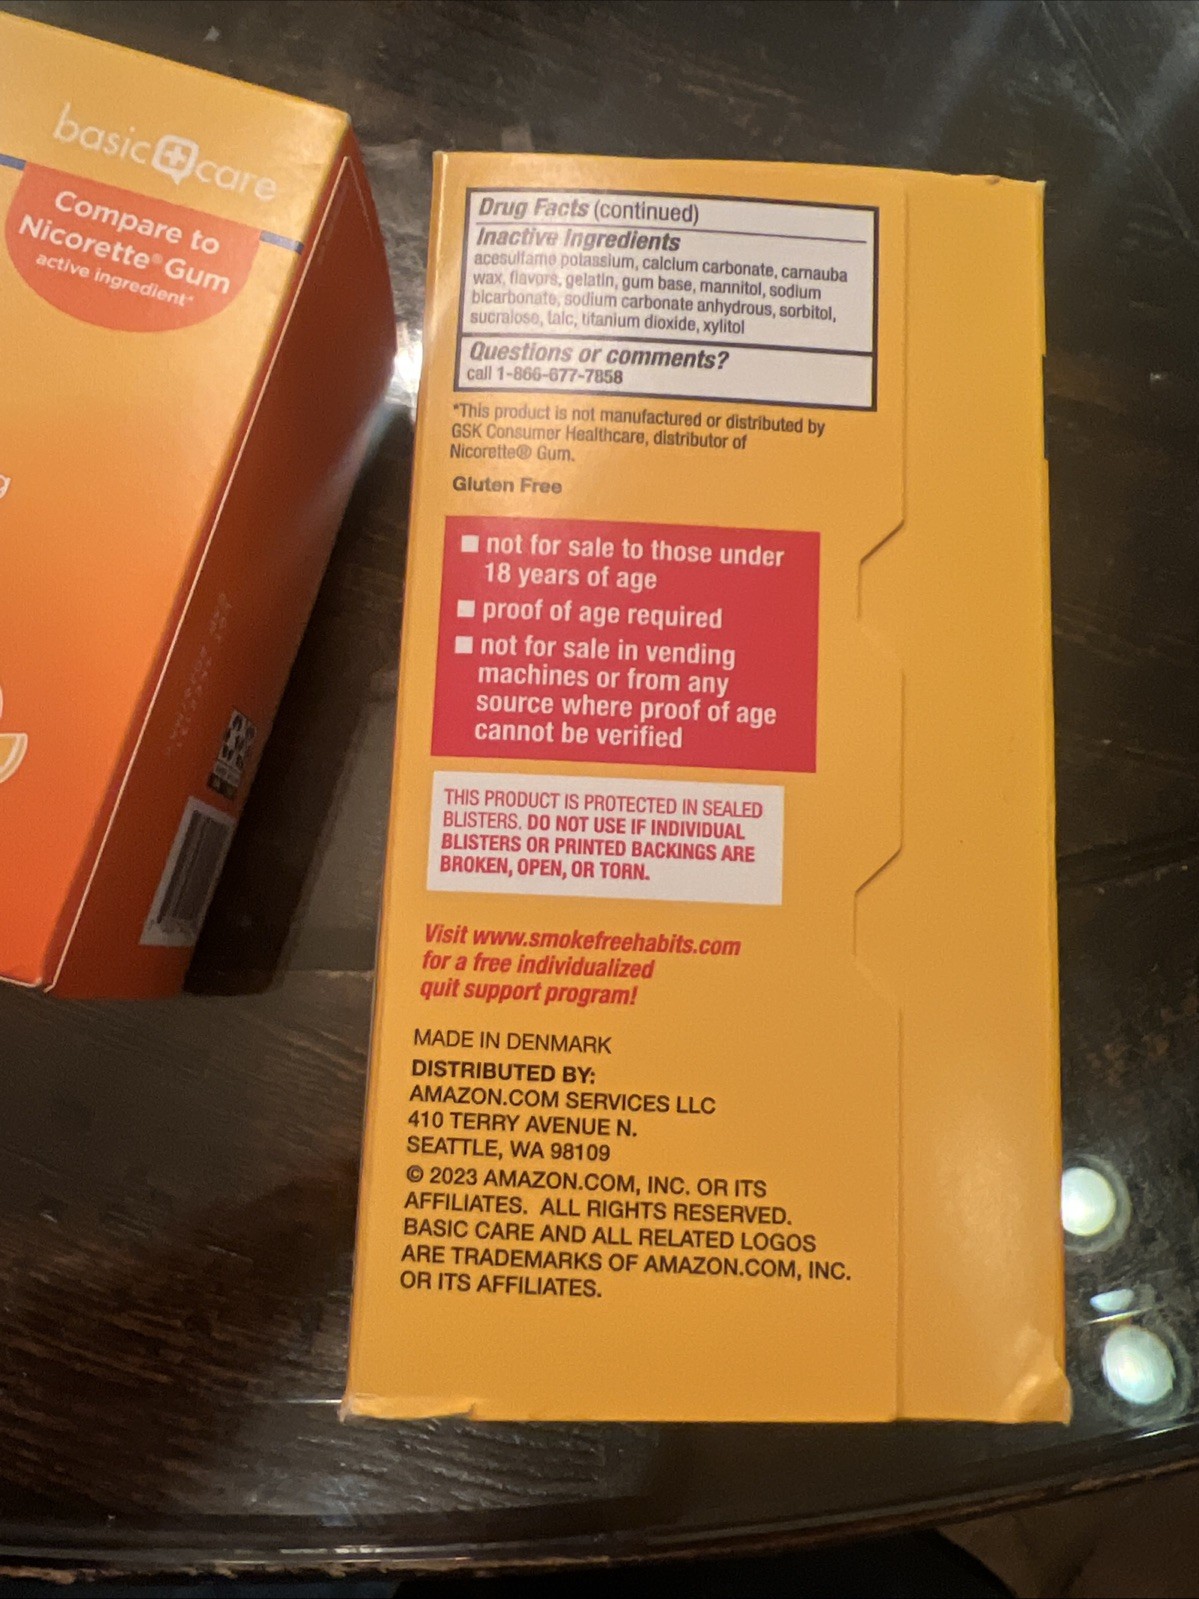 basic care
Compare to
Nicorette® Gum
active ingredient*
Drug Facts (continued)
Inactive Ingredients
acesulfame potassium, calcium carbonate, carnauba
wax, flavors, gelatin, gum base, mannitol, sodium
bicarbonate, sodium carbonate anhydrous, sorbitol,
sucralose, talc, titanium dioxide, xylitol
Questions or comments?
call 1-866-677-7858
*This product is not manufactured or distributed by
GSK Consumer Healthcare, distributor of
Nicorette® Gum.
Gluten Free
■ not for sale to those under
18 years of age
■ proof of age required
■ not for sale in vending
machines or from any
source where proof of age
cannot be verified
THIS PRODUCT IS PROTECTED IN SEALED
BLISTERS. DO NOT USE IF INDIVIDUAL
BLISTERS OR PRINTED BACKINGS ARE
BROKEN, OPEN, OR TORN.
Visit www.smokefreehabits.com
for a free individualized
quit support program!
MADE IN DENMARK
DISTRIBUTED BY:
AMAZON.COM SERVICES LLC
410 TERRY AVENUE N.
SEATTLE, WA 98109
© 2023 AMAZON.COM, INC. OR ITS
AFFILIATES. ALL RIGHTS RESERVED.
BASIC CARE AND ALL RELATED LOGOS
ARE TRADEMARKS OF AMAZON.COM, INC.
OR ITS AFFILIATES.